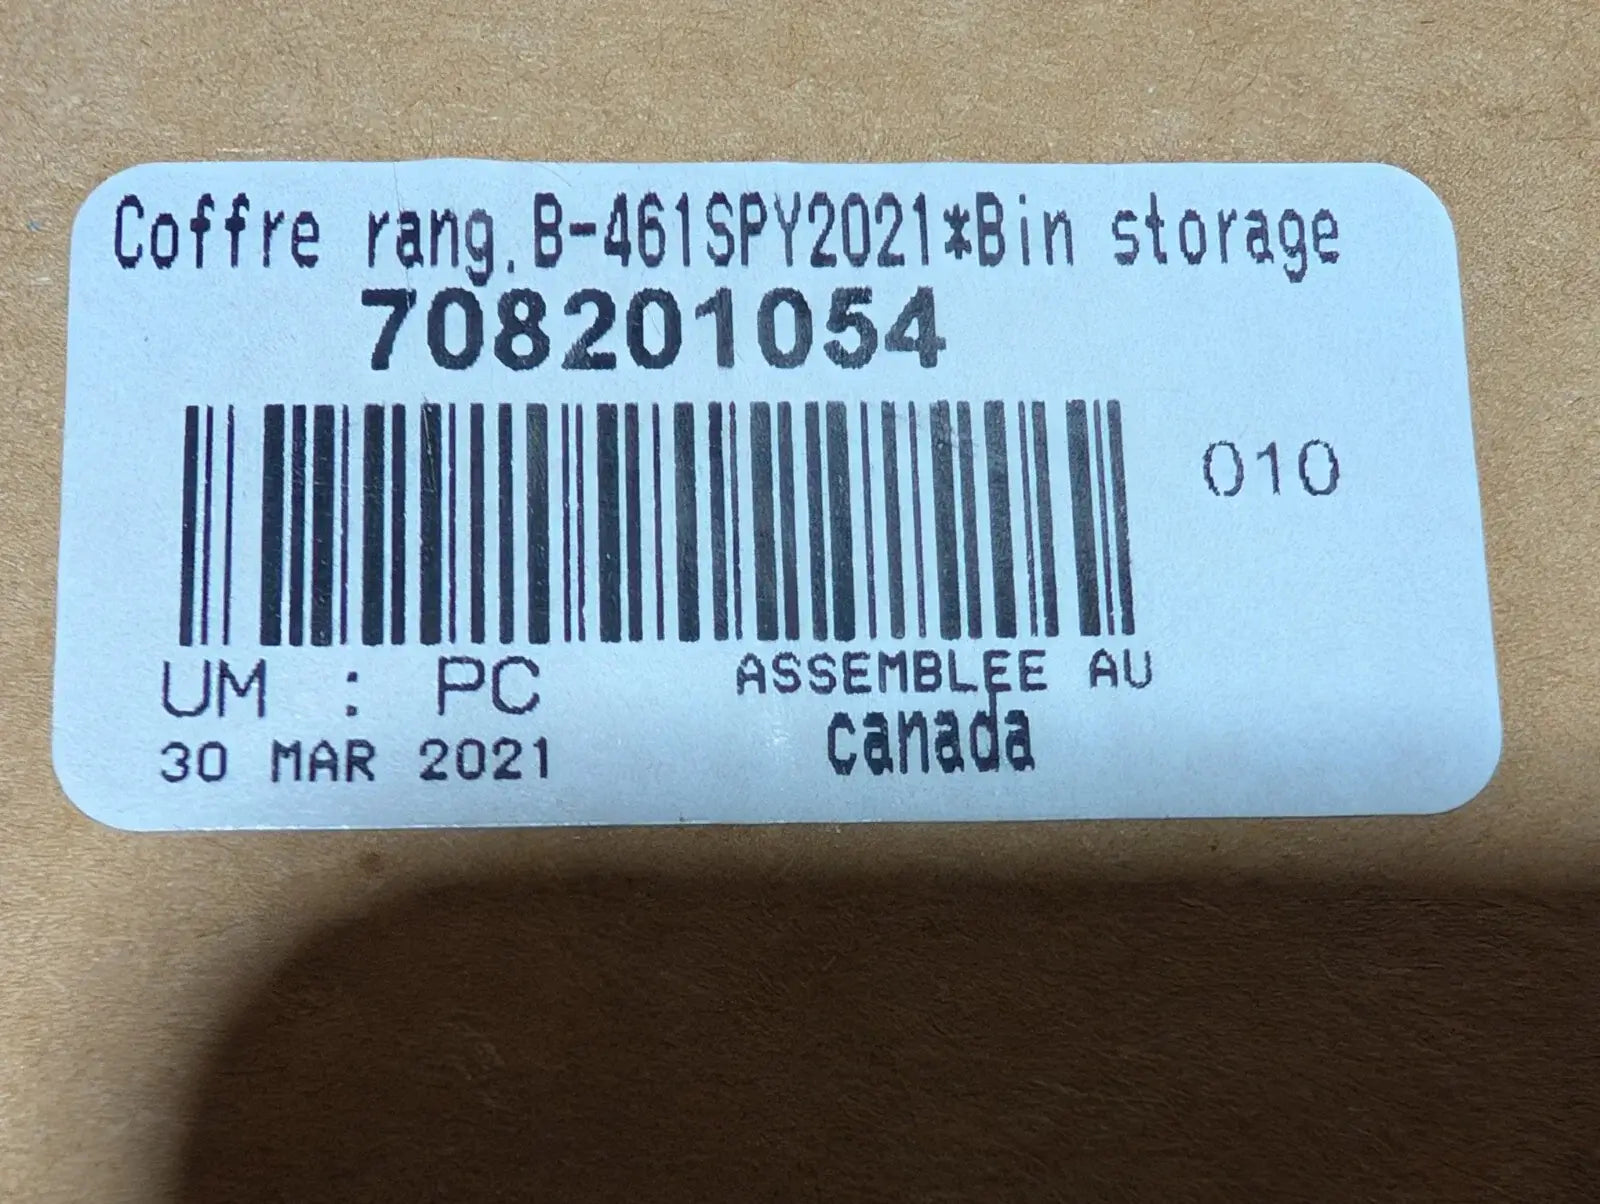 Coffre rang.B-461SPY2021*Bin storage
708201054
010
UM : PC
ASSEMBLEE AU
canada
30 MAR 2021